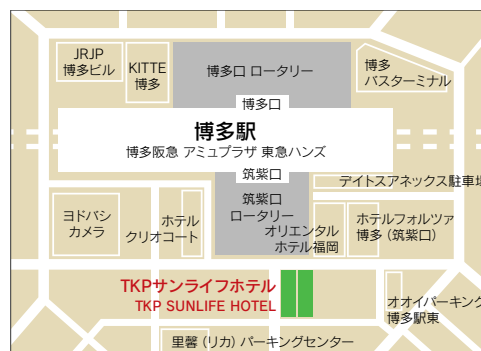 JRJP
博多ビル
KITTE
博多
博多口 ロータリー
博多
バスターミナル
博多口
博多駅
博多阪急 アミュプラザ 東急ハンズ
筑紫口
デイトスアネックス駐車場
筑紫口
ロータリー
ヨドバシ
カメラ
ホテル
クリオコート
オリエンタル
ホテル福岡
ホテルフォルツァ
博多（筑紫口）
TKPサンライフホテル
TKP SUNLIFE HOTEL
オオイパーキング
博多駅東
里馨（リカ）パーキングセンター